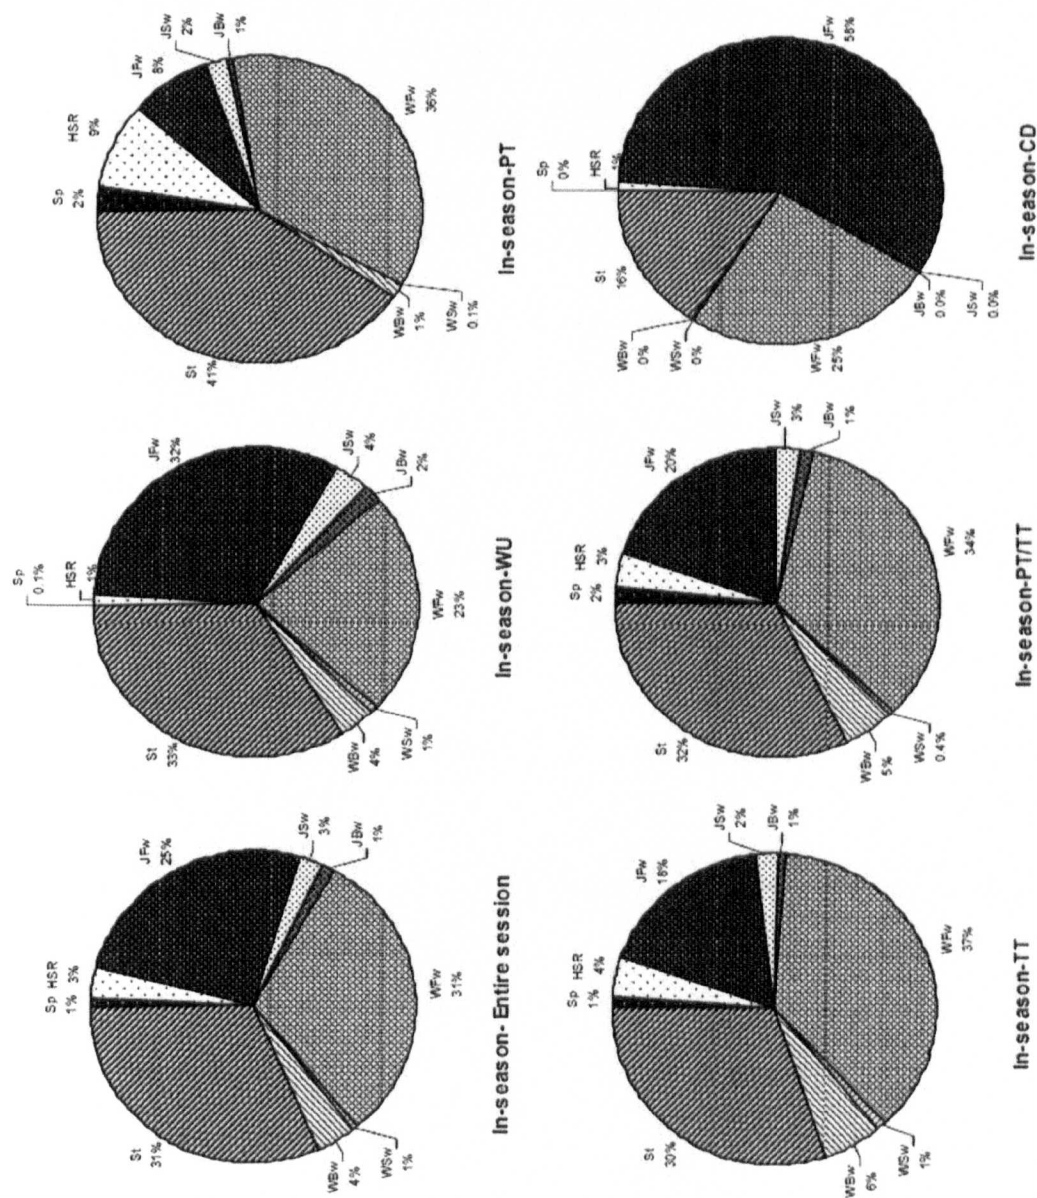 Sp
2%
HSR
9%
JFw
8%
JSw
2%
JBw
1%
WFw
36%
WSw
0.1%
WBw
1%
St
41%
In-season-PT
Sp
0%
HSR
1%
JFw
58%
JSw
0.0%
JBw
0.0%
WFw
25%
WSw
0%
WBw
0%
St
16%
In-season-CD
Sp
0.1%
HSR
1%
JFw
32%
JSw
4%
JBw
2%
WFw
23%
WSw
1%
WBw
4%
St
33%
In-season-WU
Sp
2%
HSR
3%
JFw
20%
JSw
3%
JBw
1%
WFw
34%
WSw
0.4%
WBw
5%
St
32%
In-season-PT/TT
Sp
1%
HSR
3%
JFw
25%
JSw
3%
JBw
1%
WFw
31%
WSw
1%
WBw
4%
St
31%
In-season- Entire session
Sp
1%
HSR
4%
JFw
18%
JSw
2%
JBw
1%
WFw
37%
WSw
1%
WBw
6%
St
30%
In-season-TT